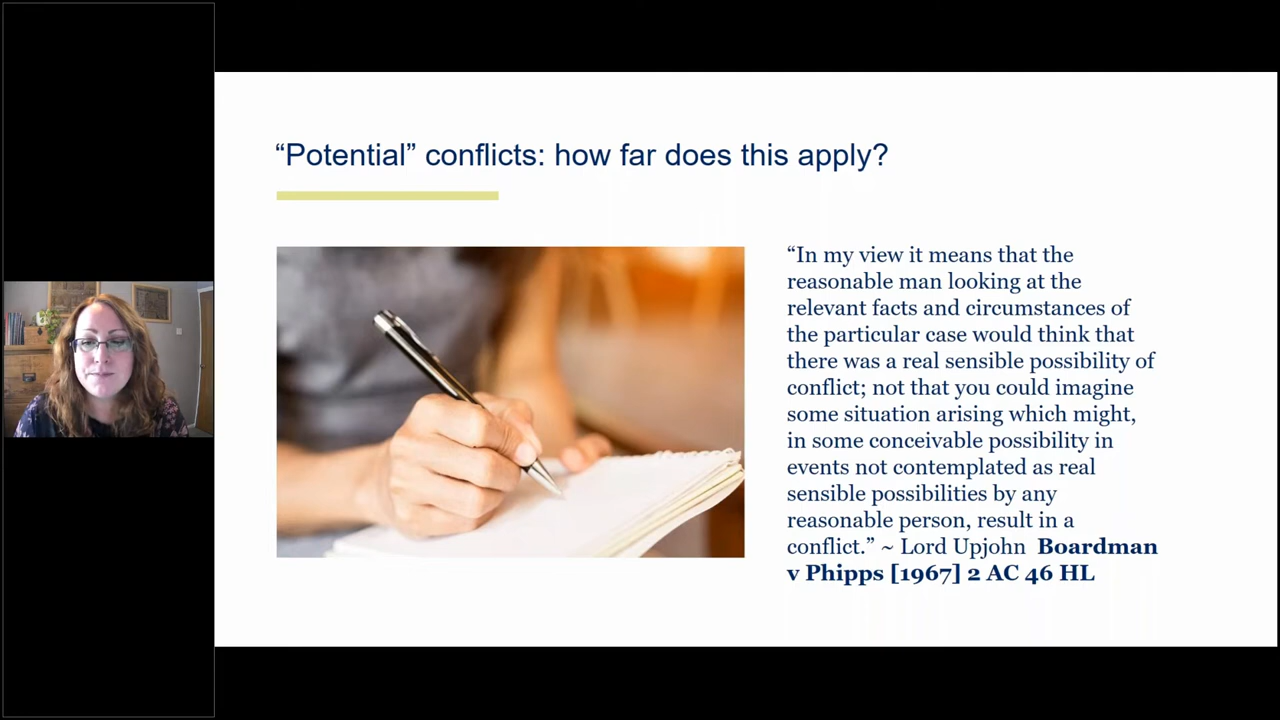 “Potential” conflicts: how far does this apply?
“In my view it means that the
reasonable man looking at the
relevant facts and circumstances of
the particular case would think that
there was a real sensible possibility of
conflict; not that you could imagine
some situation arising which might,
in some conceivable possibility in
events not contemplated as real
sensible possibilities by any
reasonable person, result in a
conflict.” ~ Lord Upjohn Boardman
v Phipps [1967] 2 AC 46 HL